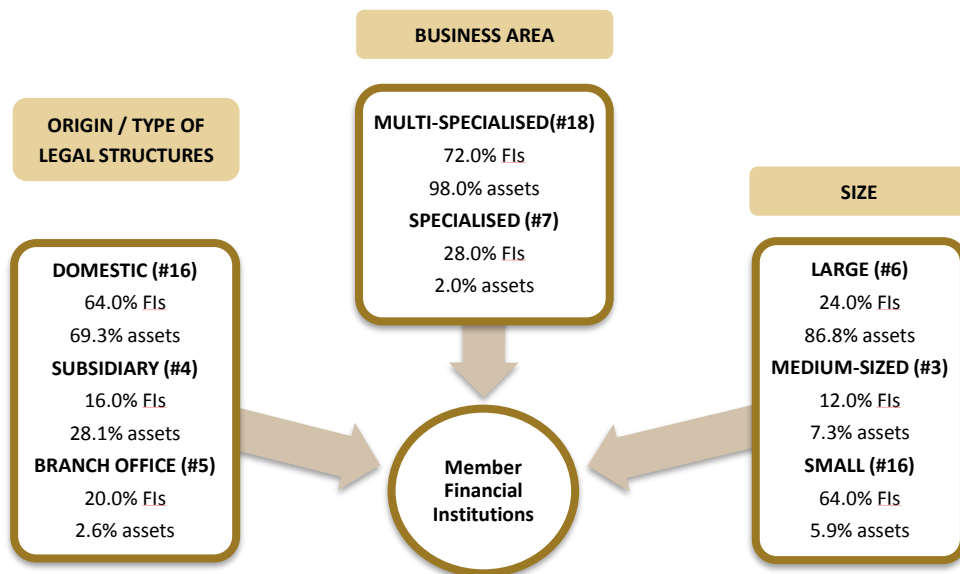 BUSINESS AREA
MULTI-SPECIALISED(#18)
72.0% FIs
98.0% assets
SPECIALISED (#7)
28.0% FIs
2.0% assets
ORIGIN / TYPE OF
LEGAL STRUCTURES
DOMESTIC (#16)
64.0% FIs
69.3% assets
SUBSIDIARY (#4)
16.0% FIs
28.1% assets
BRANCH OFFICE (#5)
20.0% FIs
2.6% assets
SIZE
LARGE (#6)
24.0% FIs
86.8% assets
MEDIUM-SIZED (#3)
12.0% FIs
7.3% assets
SMALL (#16)
64.0% FIs
5.9% assets
Member
Financial
Institutions